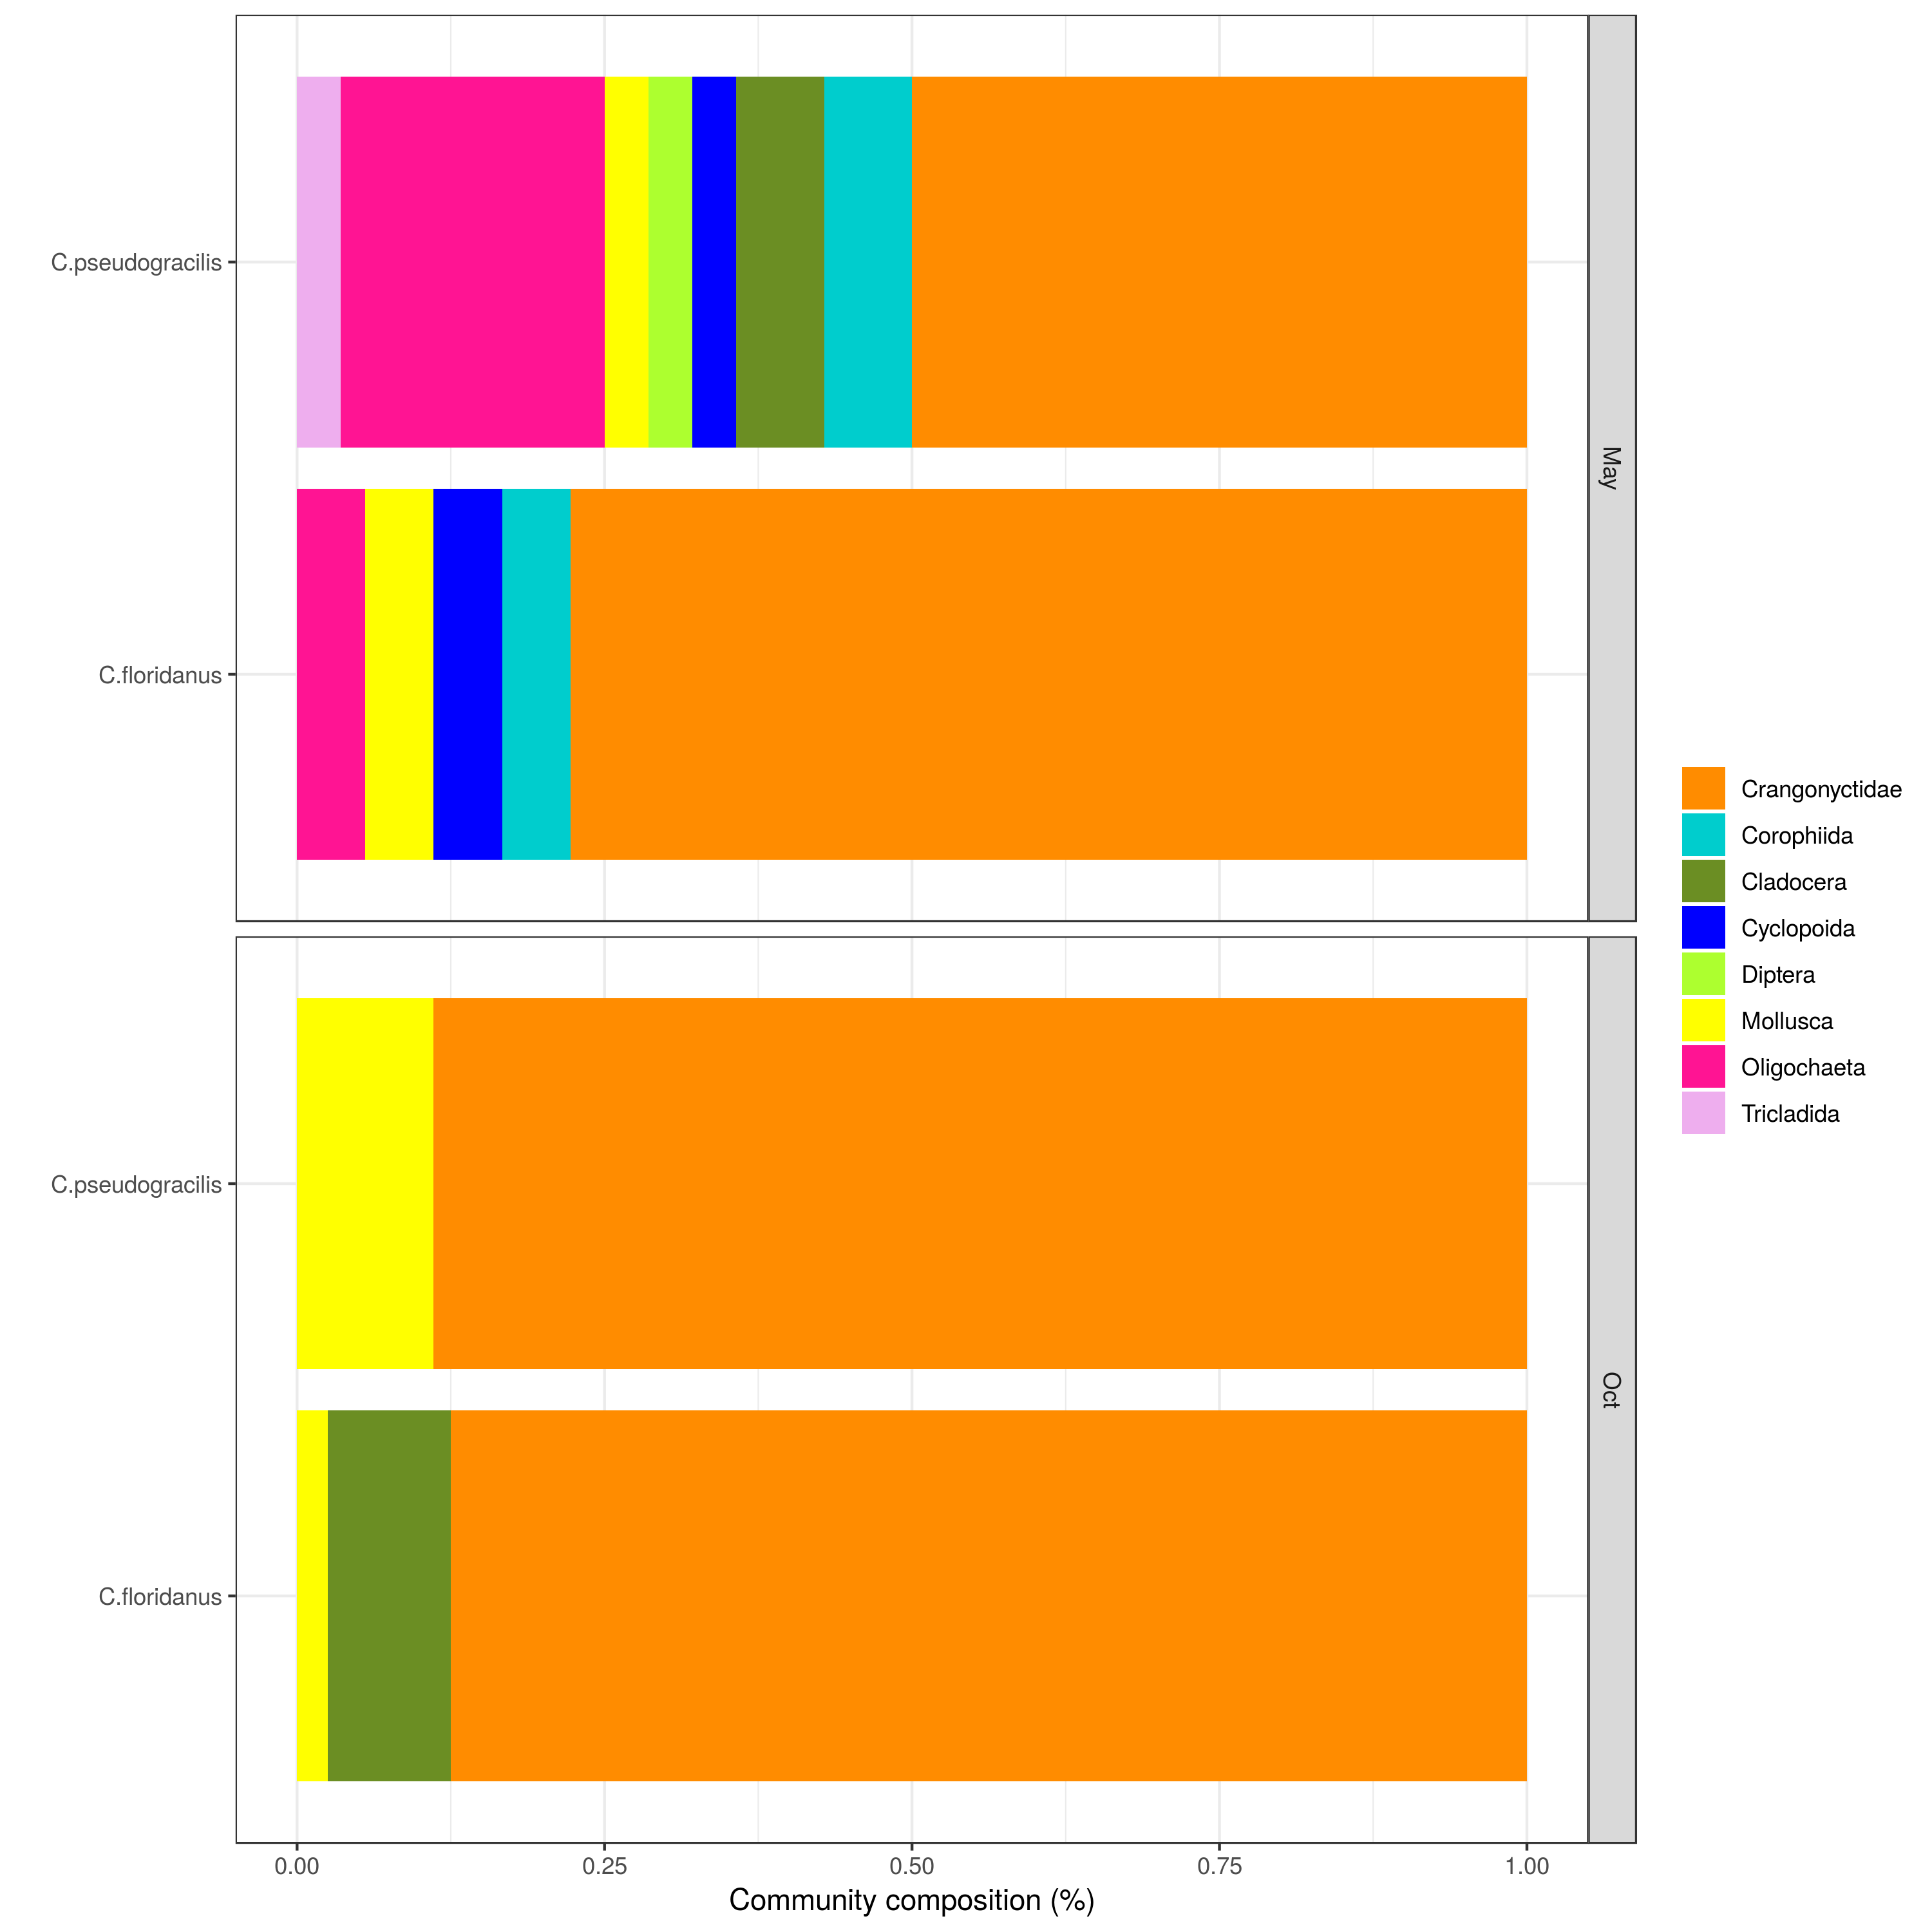 C.pseudogracilis
C.floridanus
May
C.pseudogracilis
C.floridanus
Oct
0.00 0.25 0.50 0.75 1.00
Community composition (%)
Crangonyctidae
Corophiida
Cladocera
Cyclopoida
Diptera
Mollusca
Oligochaeta
Tricladida